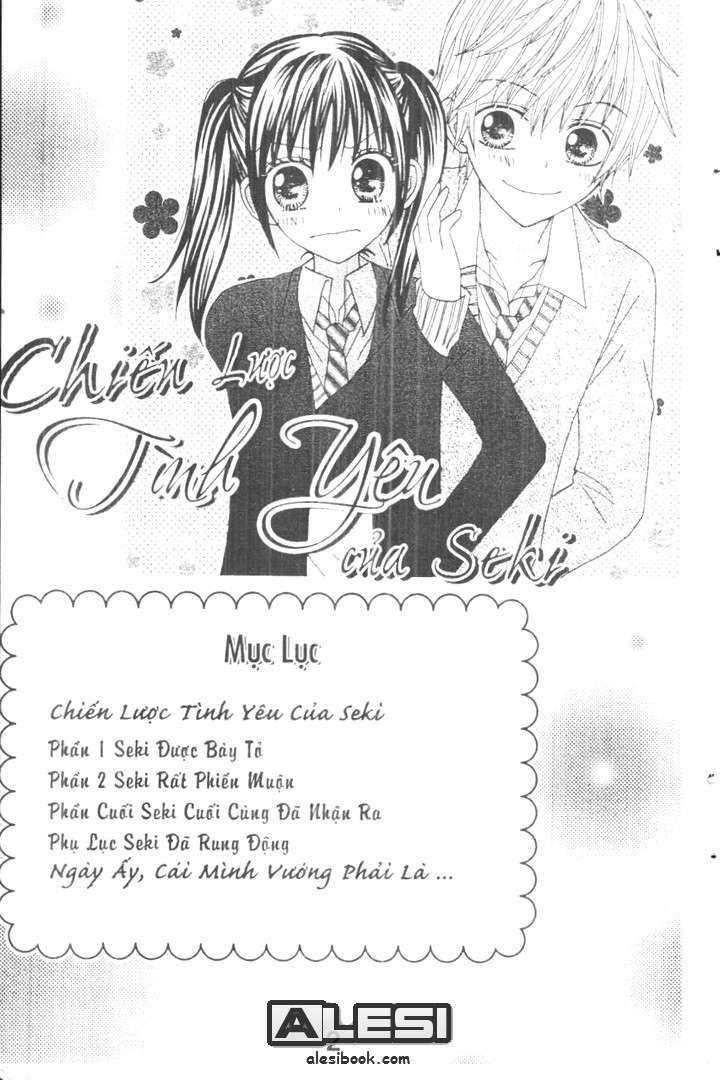 Chiến Lược
Tình Yêu
của Seki
Mục Lục
Chiến Lược Tình Yêu Của Seki
Phần 1 Seki Được Bày Tỏ
Phần 2 Seki Rất Phiền Muộn
Phần Cuối Seki Cuối Cùng Đã Nhận Ra
Phụ Lục Seki Đã Rung Động
Ngày Ấy, Cái Mình Vướng Phải Là ...
ALESI
2
alesibook.com